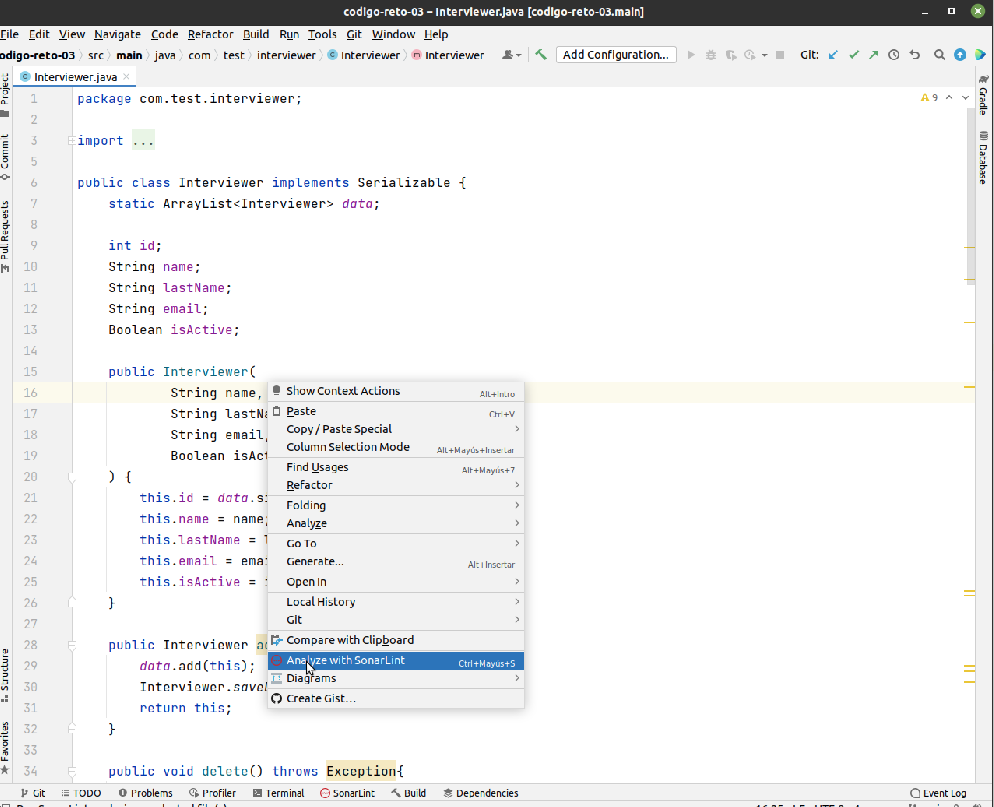 codigo-reto-03 – Interviewer.java [codigo-reto-03.main]
File Edit View Navigate Code Refactor Build Run Tools Git Window Help
odigo-reto-03 src main java com test interviewer Interviewer Interviewer Add Configuration... Git:
Interviewer.java
Project
Commit
Pull Requests
Structure
Favorites
Gradle
Database
9
1 package com.test.interviewer;
2
3 import ...
5
6 public class Interviewer implements Serializable {
7 static ArrayList<Interviewer> data;
8
9 int id;
10 String name;
11 String lastName;
12 String email;
13 Boolean isActive;
14
15 public Interviewer(
16 String name,
17 String lastNa
18 String email,
19 Boolean isAct
20 ) {
21 this.id = data.si
22 this.name = name;
23 this.lastName = l
24 this.email = emai
25 this.isActive = i
26 }
27
28 public Interviewer a
29 data.add(this);
30 Interviewer.save
31 return this;
32 }
33
34 public void delete() throws Exception{
Show Context Actions Alt+Intro
Paste Ctrl+V
Copy / Paste Special
Column Selection Mode Alt+Mayús+Insertar
Find Usages Alt+Mayús+7
Refactor
Folding
Analyze
Go To
Generate... Alt+Insertar
Open In
Local History
Git
Compare with Clipboard
Analyze with SonarLint Ctrl+Mayús+S
Diagrams
Create Gist...
Git TODO Problems Profiler Terminal SonarLint Build Dependencies Event Log